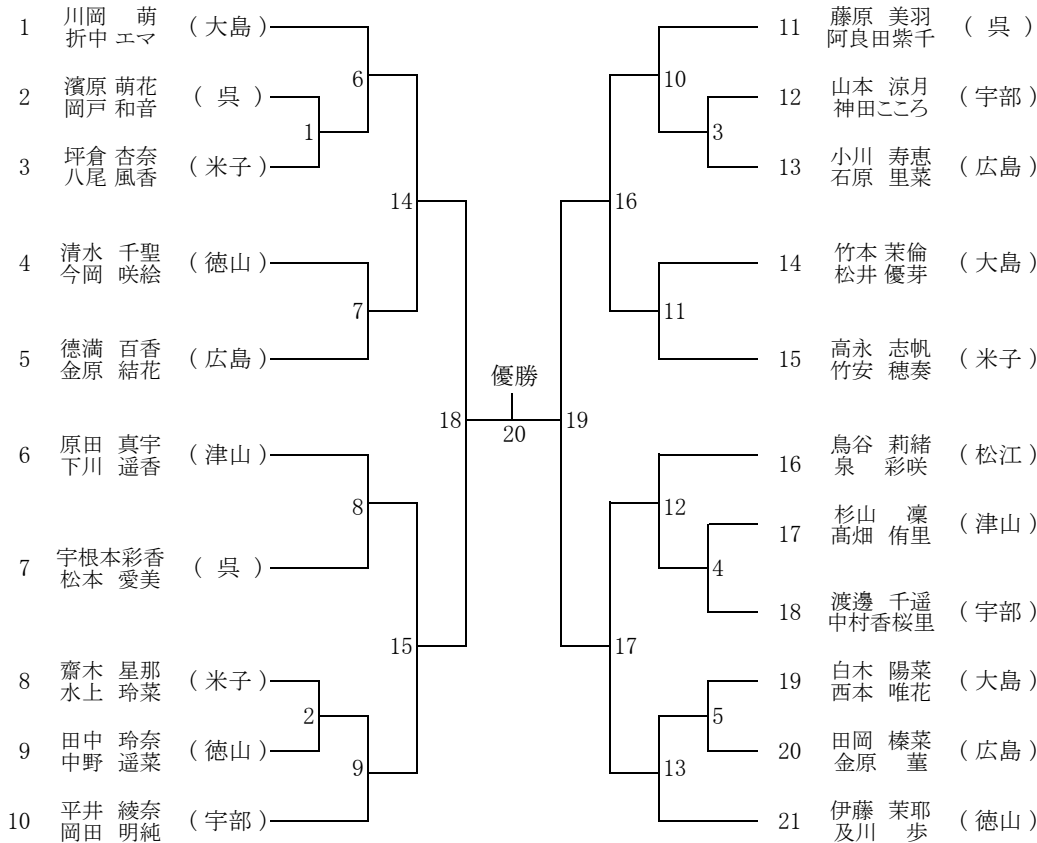 1 川岡 萌 (大島)
折中 エマ
2 濱原 萌花 (呉)
岡戸 和音
3 坪倉 杏奈 (米子)
八尾 風香
4 清水 千聖 (徳山)
今岡 咲絵
5 德満 百香 (広島)
金原 結花
6 原田 真宇 (津山)
下川 遥香
7 宇根本彩香 (呉)
松本 愛美
8 齋木 星那 (米子)
水上 玲菜
9 田中 玲奈 (徳山)
中野 遥菜
10 平井 綾奈 (宇部)
岡田 明純
6
1
14
7
18
8
15
2
9
優勝
20
19
10
3
16
11
12
4
17
5
13
11 藤原 美羽 (呉)
阿良田紫千
12 山本 涼月 (宇部)
神田こころ
13 小川 寿恵 (広島)
石原 里菜
14 竹本 茉倫 (大島)
松井 優芽
15 高永 志帆 (米子)
竹安 穂奏
16 鳥谷 莉緒 (松江)
泉 彩咲
17 杉山 凜 (津山)
髙畑 侑里
18 渡邊 千遥 (宇部)
中村香桜里
19 白木 陽菜 (大島)
西本 唯花
20 田岡 榛菜 (広島)
金原 菫
21 伊藤 茉耶 (徳山)
及川 歩